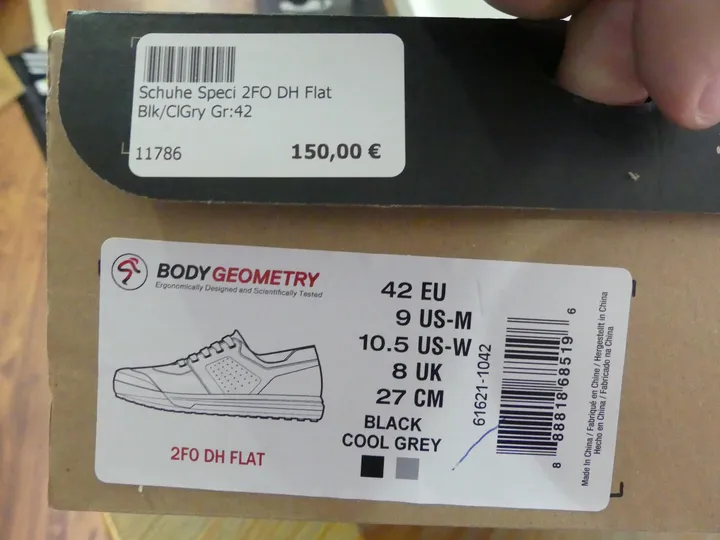 Schuhe Speci 2FO DH Flat
Blk/ClGry Gr:42
11786
150,00 €
BODY GEOMETRY
Ergonomically Designed and Scientifically Tested
42 EU
9 US-M
10.5 US-W
8 UK
27 CM
BLACK
COOL GREY
2FO DH FLAT
61621-1042
8 88818 68519 6
Made In China / Fabriqué en Chine / Hergestellt in China
Hecho en China / Fabricado na China